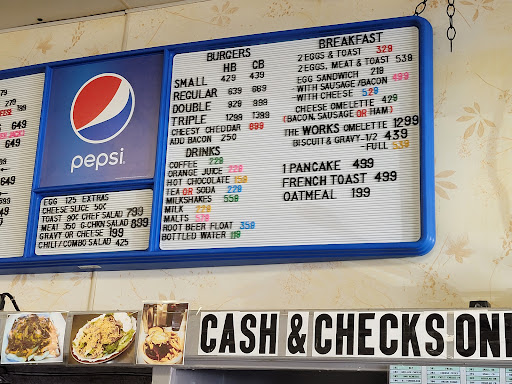 pepsi
EGG 125 EXTRAS
CHEESE SLICE 50¢
TOAST 90¢ CHEF SALAD 799
MEAT 350 G-CHKN SALAD 899
GRAVY OR CHEESE 199
CHILI/COMBO SALAD 425
BURGERS
HB CB
SMALL 429 439
REGULAR 639 669
DOUBLE 929 999
TRIPLE 1299 1399
CHEESY CHEDDAR 699
ADD BACON 250
DRINKS
COFFEE 229
ORANGE JUICE
HOT CHOCOLATE
TEA OR SODA 229
MILKSHAKES 559
MILK
MALTS
ROOT BEER FLOAT 359
BOTTLED WATER 119
BREAKFAST
2 EGGS & TOAST 329
2 EGGS, MEAT & TOAST 539
EGG SANDWICH 219
- WITH SAUSAGE/BACON 499
- WITH CHEESE 529
CHEESE OMELETTE 429
(BACON, SAUSAGE OR HAM)
THE WORKS OMELETTE 1299
BISCUIT & GRAVY-1/2 439
- FULL 539
1 PANCAKE 499
FRENCH TOAST 499
OATMEAL 199
CASH & CHECKS ON